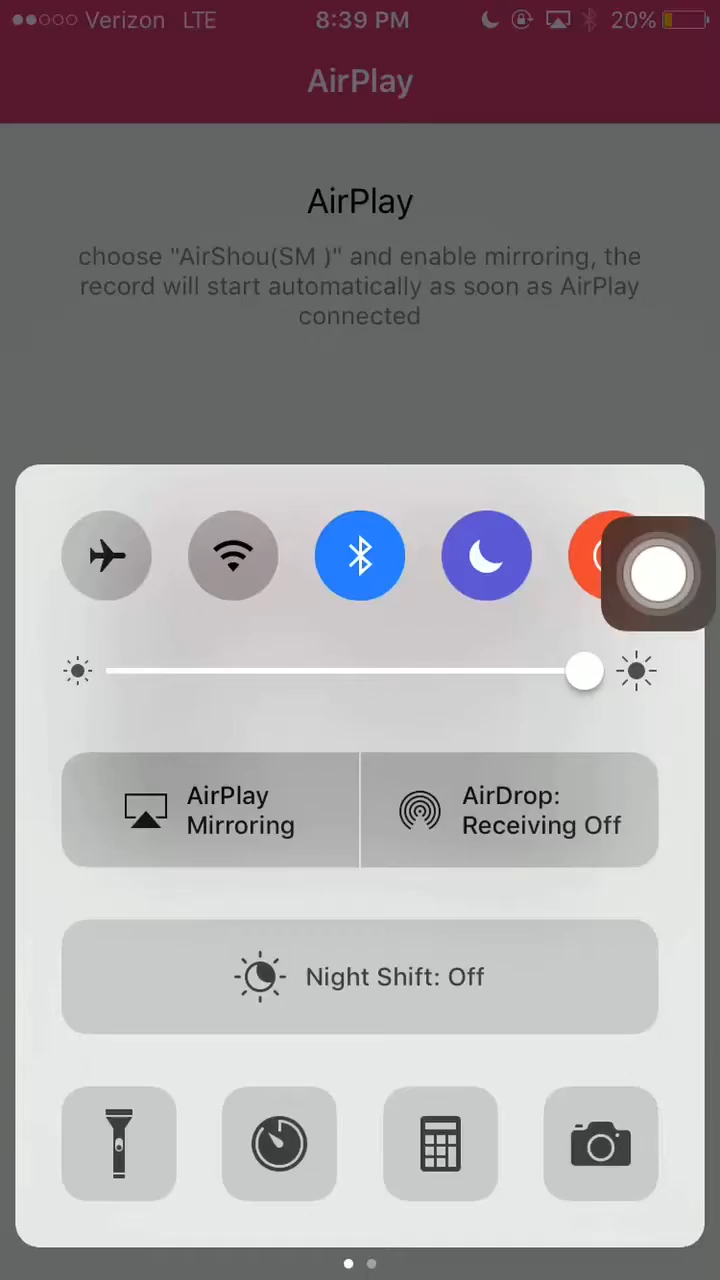 Verizon LTE 8:39 PM 20%
AirPlay
AirPlay
choose "AirShou(SM )" and enable mirroring, the
record will start automatically as soon as AirPlay
connected
AirPlay
Mirroring
AirDrop:
Receiving Off
Night Shift: Off